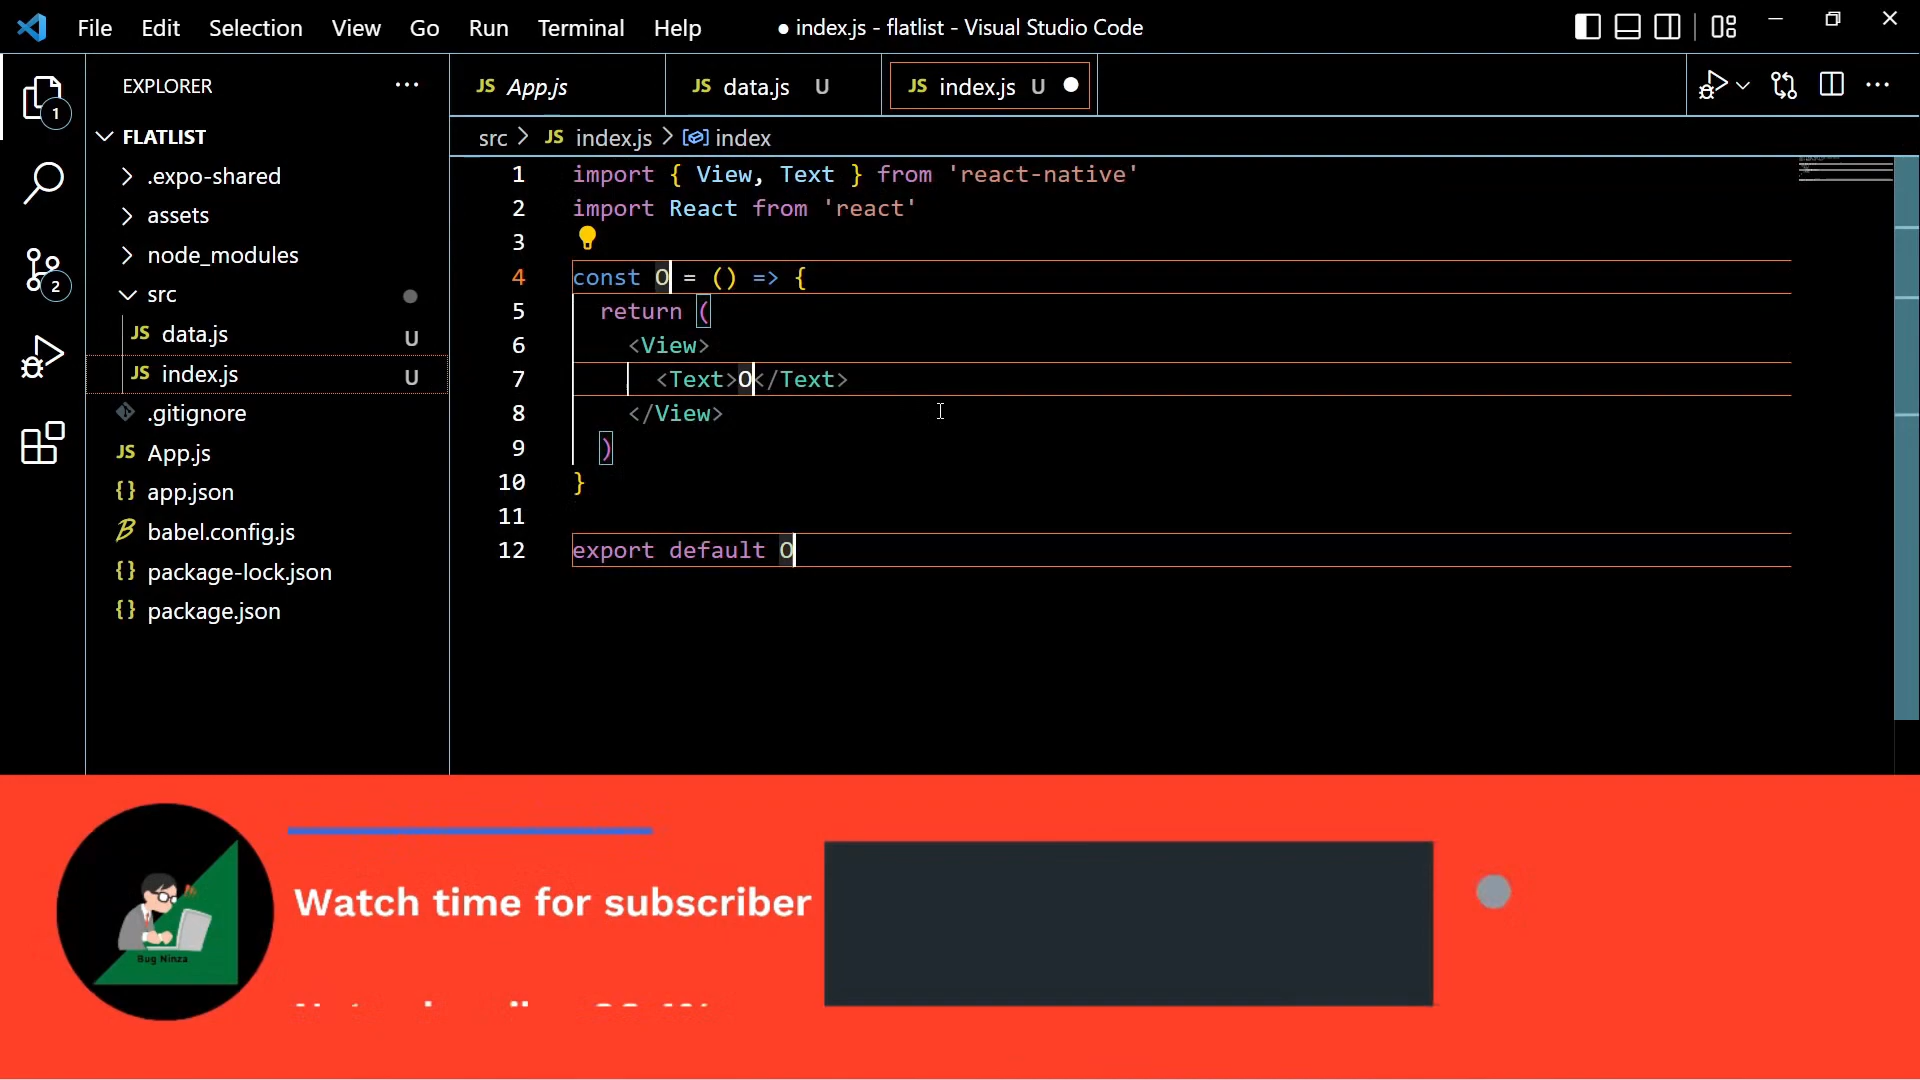 File Edit Selection View Go Run Terminal Help ● index.js - flatlist - Visual Studio Code
EXPLORER ...
FLATLIST
.expo-shared
assets
node_modules
src
JS data.js U
JS index.js U
.gitignore
JS App.js
{} app.json
babel.config.js
{} package-lock.json
{} package.json
1
2
JS App.js JS data.js U JS index.js U
src > JS index.js > index
1 import { View, Text } from 'react-native'
2 import React from 'react'
3
4 const O = () => {
5 return (
6 <View>
7 <Text>O</Text>
8 </View>
9 )
10 }
11
12 export default O
Bug Ninza
Watch time for subscriber